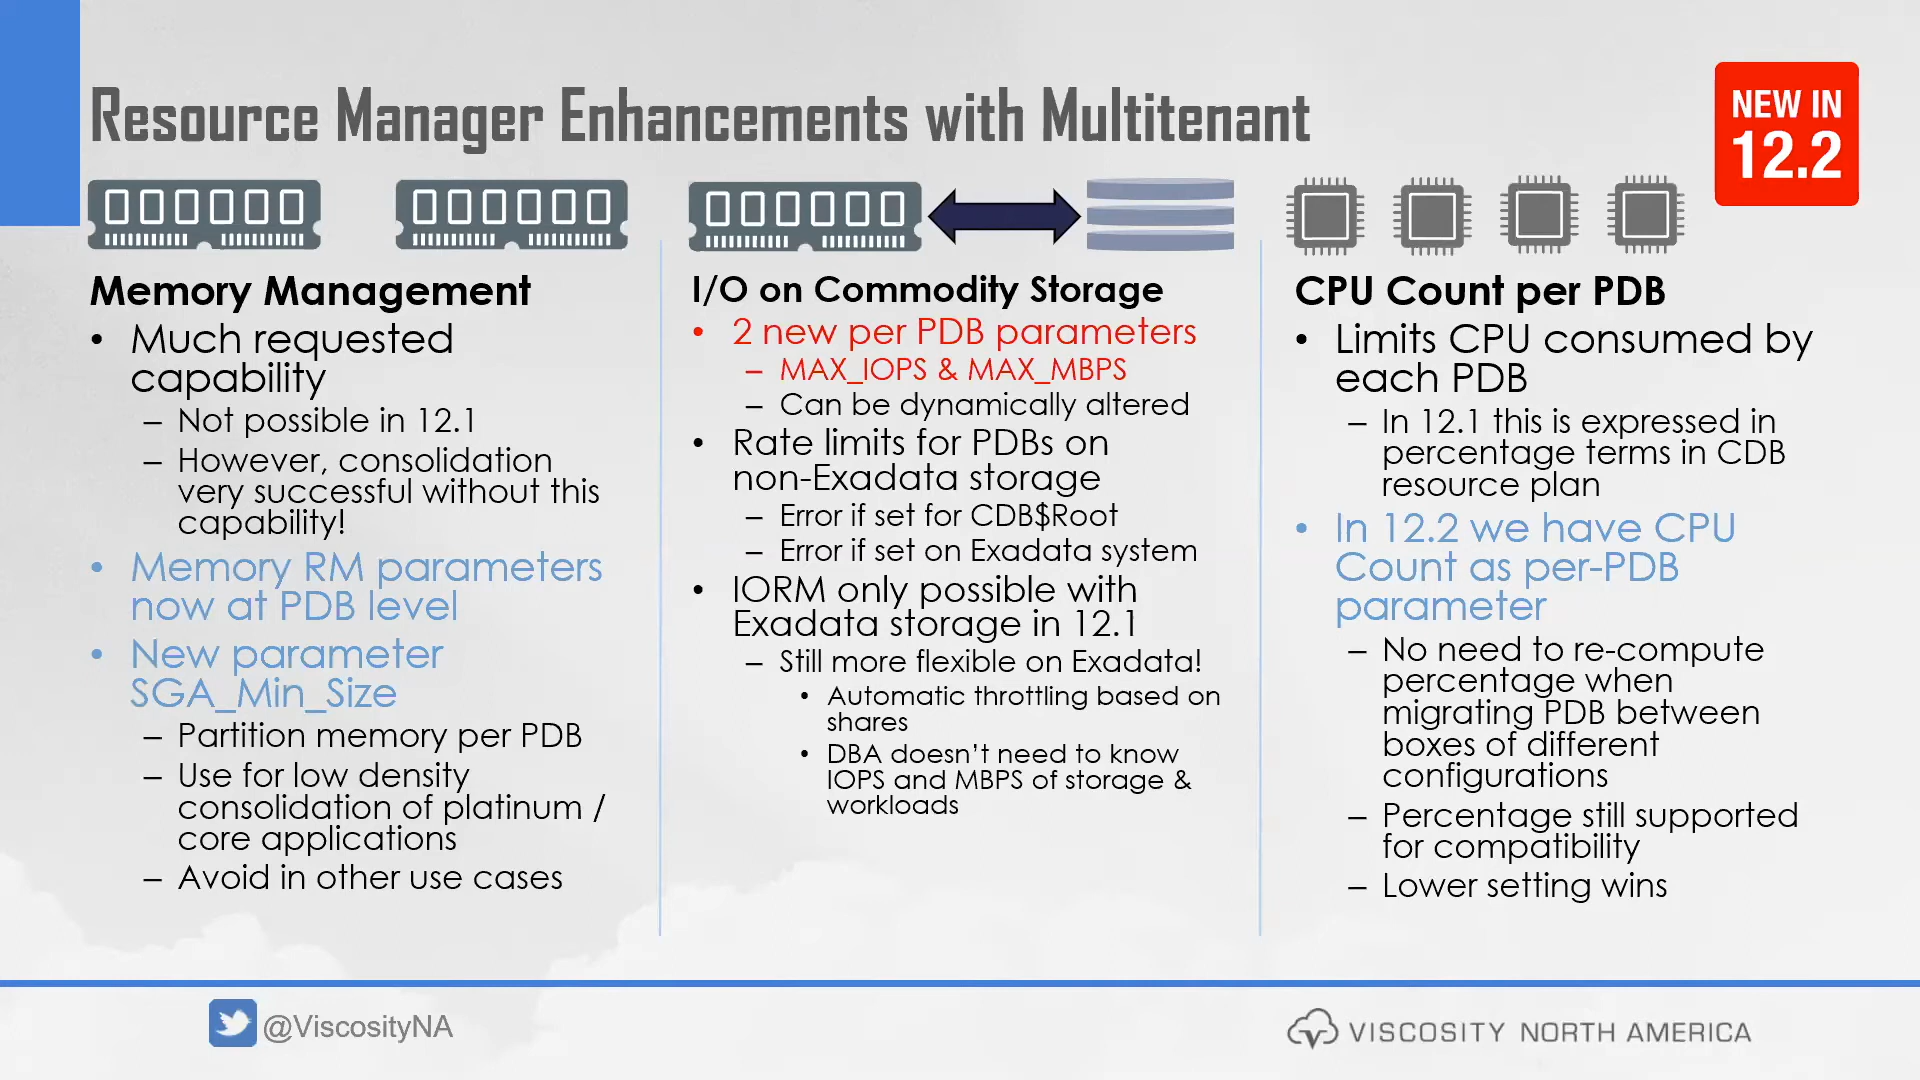 Resource Manager Enhancements with Multitenant
NEW IN
12.2
Memory Management
• Much requested
capability
– Not possible in 12.1
– However, consolidation
very successful without this
capability!
• Memory RM parameters
now at PDB level
• New parameter
SGA_Min_Size
– Partition memory per PDB
– Use for low density
consolidation of platinum /
core applications
– Avoid in other use cases
I/O on Commodity Storage
• 2 new per PDB parameters
– MAX_IOPS & MAX_MBPS
– Can be dynamically altered
• Rate limits for PDBs on
non-Exadata storage
– Error if set for CDB$Root
– Error if set on Exadata system
• IORM only possible with
Exadata storage in 12.1
– Still more flexible on Exadata!
• Automatic throttling based on
shares
• DBA doesn't need to know
IOPS and MBPS of storage &
workloads
CPU Count per PDB
• Limits CPU consumed by
each PDB
– In 12.1 this is expressed in
percentage terms in CDB
resource plan
• In 12.2 we have CPU
Count as per-PDB
parameter
– No need to re-compute
percentage when
migrating PDB between
boxes of different
configurations
– Percentage still supported
for compatibility
– Lower setting wins
@ViscosityNA
VISCOSITY NORTH AMERICA